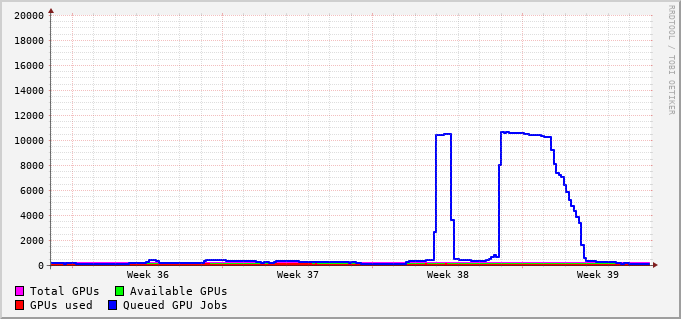 20000
18000
16000
14000
12000
10000
8000
6000
4000
2000
0
Week 36 Week 37 Week 38 Week 39
Total GPUs Available GPUs
GPUs used Queued GPU Jobs
RRDTOOL / TOBI OETIKER